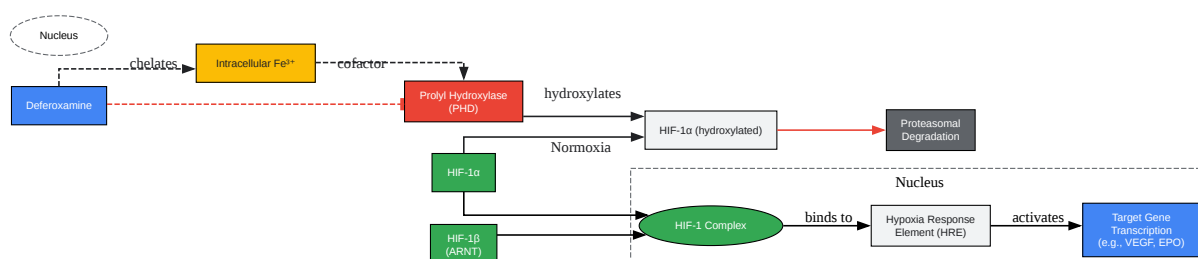 Nucleus
chelates
Intracellular Fe³⁺
cofactor
Deferoxamine
Prolyl Hydroxylase
(PHD)
hydroxylates
HIF-1α (hydroxylated)
Proteasomal
Degradation
Normoxia
HIF-1α
Nucleus
HIF-1β
(ARNT)
HIF-1 Complex
binds to
Hypoxia Response
Element (HRE)
activates
Target Gene
Transcription
(e.g., VEGF, EPO)